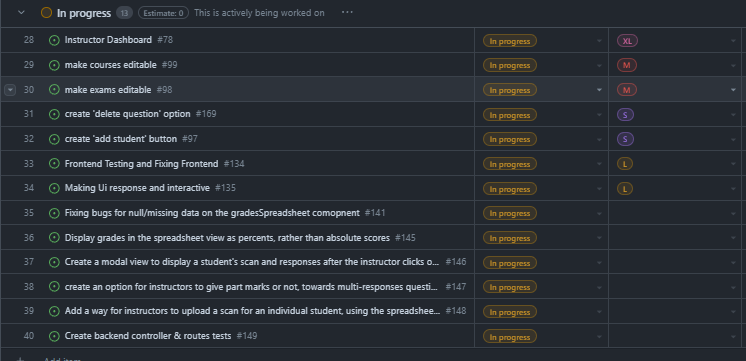 In progress 13 Estimate: 0 This is actively being worked on ...
28 Instructor Dashboard #78 In progress XL
29 make courses editable #99 In progress M
30 make exams editable #98 In progress M
31 create 'delete question' option #169 In progress S
32 create 'add student' button #97 In progress S
33 Frontend Testing and Fixing Frontend #134 In progress L
34 Making Ui response and interactive #135 In progress L
35 Fixing bugs for null/missing data on the gradesSpreadsheet comopnent #141 In progress
36 Display grades in the spreadsheet view as percents, rather than absolute scores #145 In progress
37 Create a modal view to display a student's scan and responses after the instructor clicks o... #146 In progress
38 create an option for instructors to give part marks or not, towards multi-responses questi... #147 In progress
39 Add a way for instructors to upload a scan for an individual student, using the spreadshee... #148 In progress
40 Create backend controller & routes tests #149 In progress
+ Add item